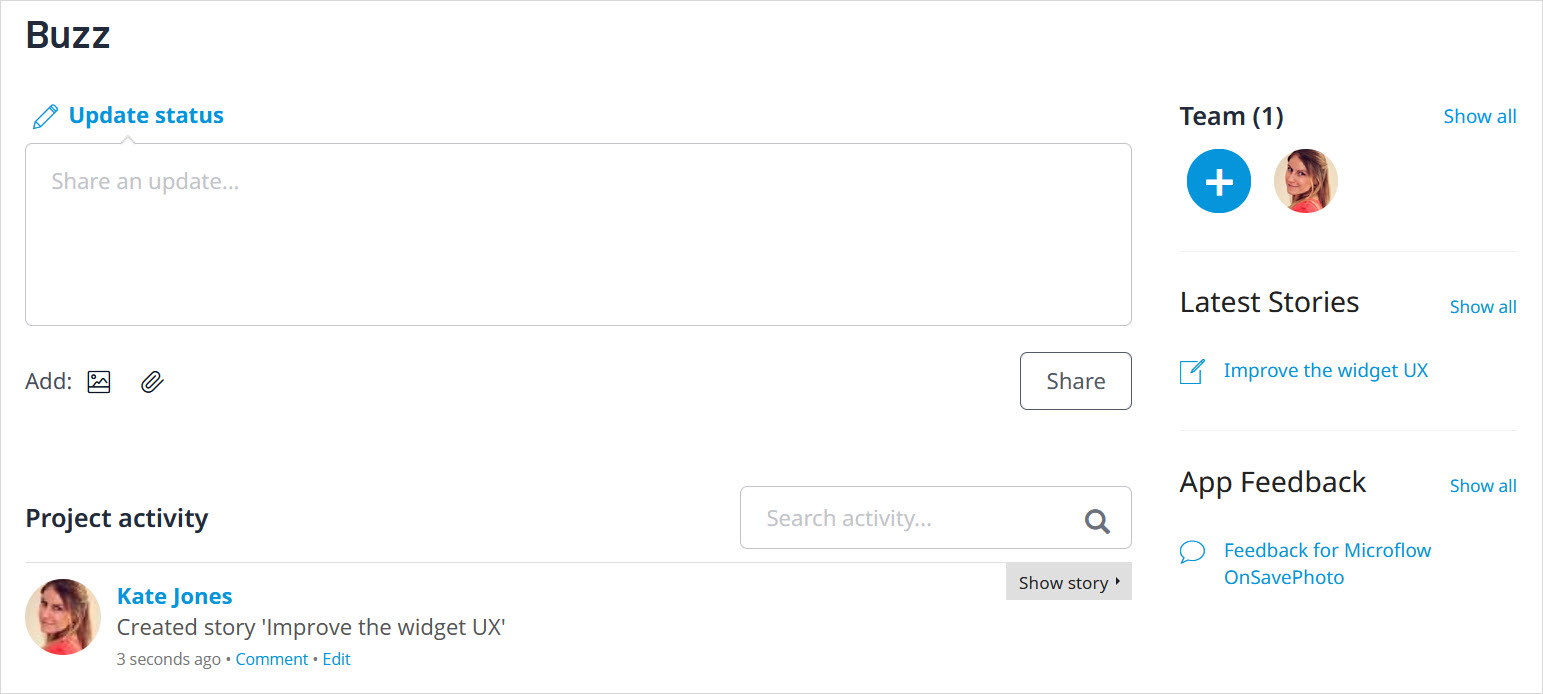 Buzz
Update status
Share an update...
Add:
Share
Project activity
Search activity...
Show story
Kate Jones
Created story 'Improve the widget UX'
3 seconds ago • Comment • Edit
Team (1)
Show all
Latest Stories
Show all
Improve the widget UX
App Feedback
Show all
Feedback for Microflow
OnSavePhoto